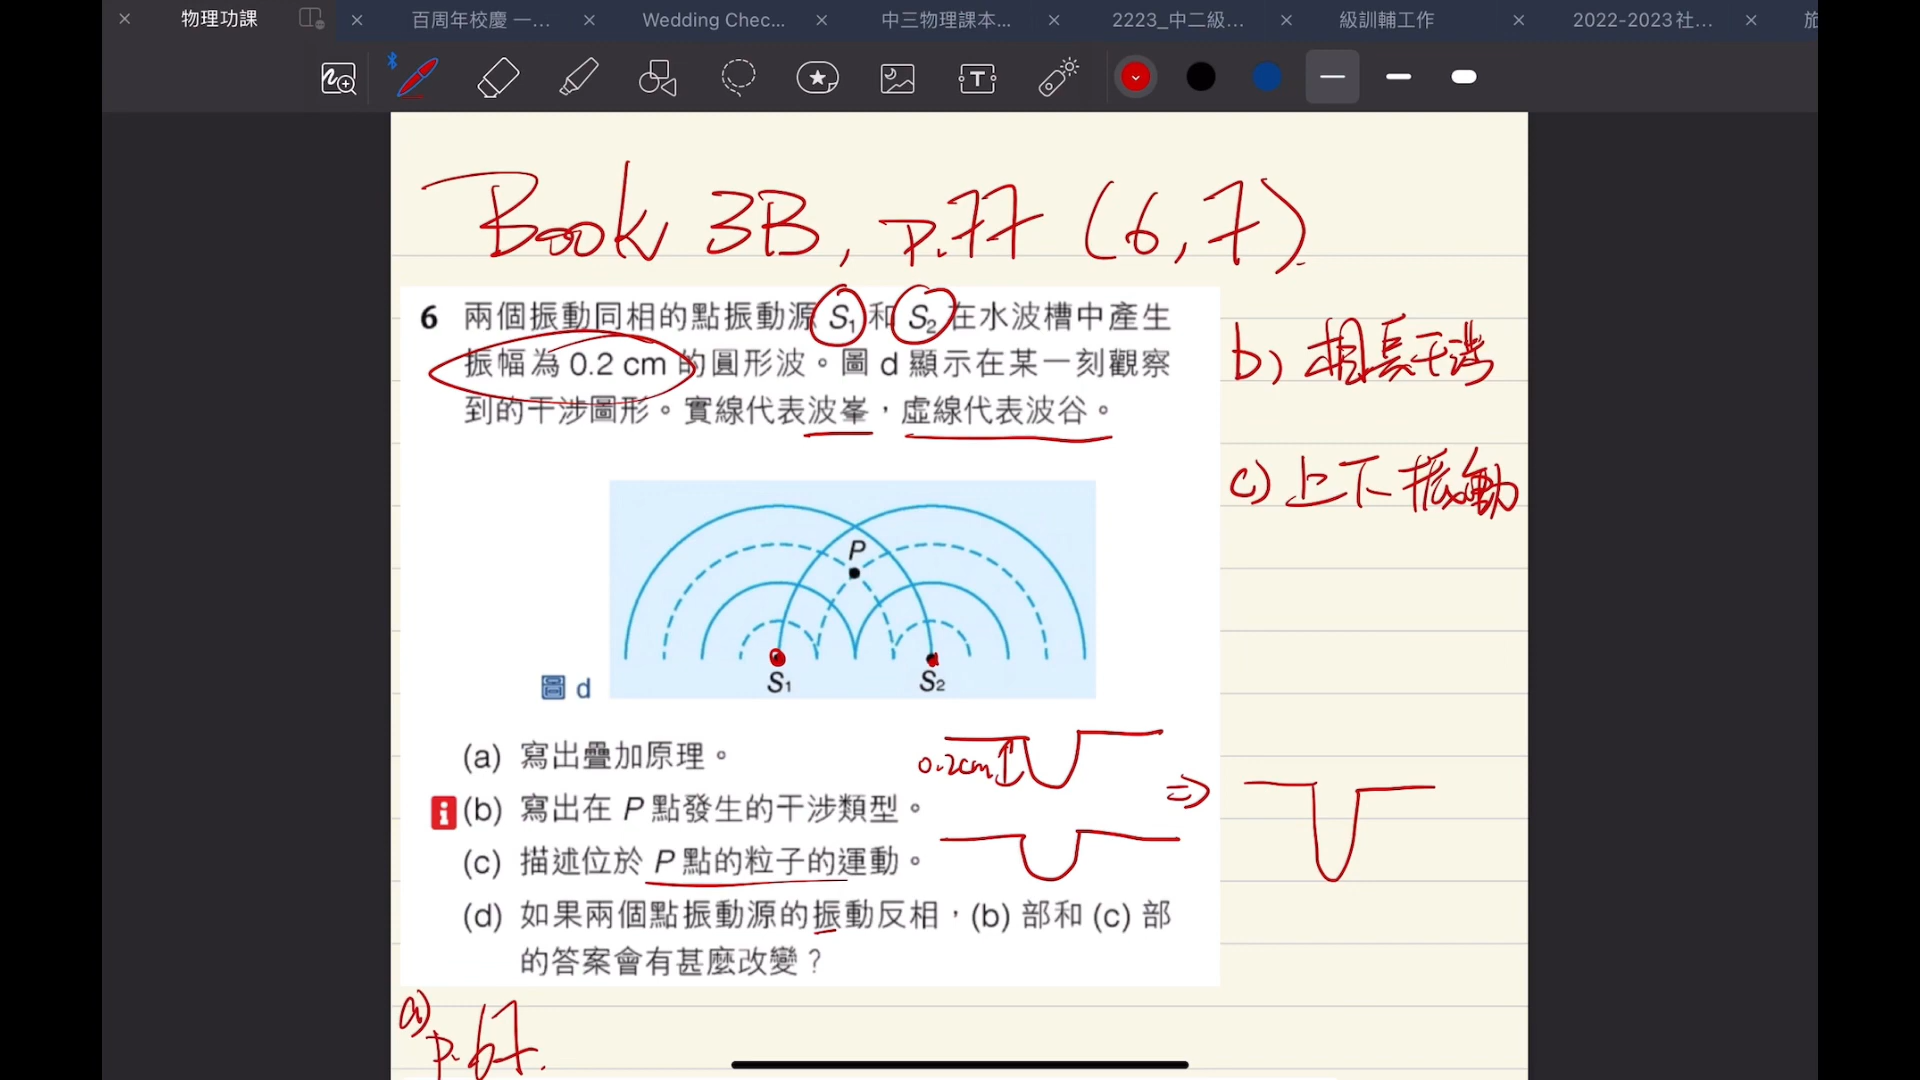 物理功課
百周年校慶 一...
Wedding Chec...
中三物理課本...
2223_中二級...
級訓輔工作
2022-2023社...
旅
Book 3B, p.77 (6,7).
6 兩個振動同相的點振動源 S₁ 和 S₂ 在水波槽中產生
振幅為 0.2 cm 的圓形波。圖 d 顯示在某一刻觀察
到的干涉圖形。實線代表波峯，虛線代表波谷。
b) 相長干涉
c) 上下振動
P
S₁
S₂
圖 d
(a) 寫出疊加原理。
0.2cm
(b) 寫出在 P 點發生的干涉類型。
(c) 描述位於 P 點的粒子的運動。
(d) 如果兩個點振動源的振動反相，(b) 部和 (c) 部
的答案會有甚麼改變？
a)
p.67.